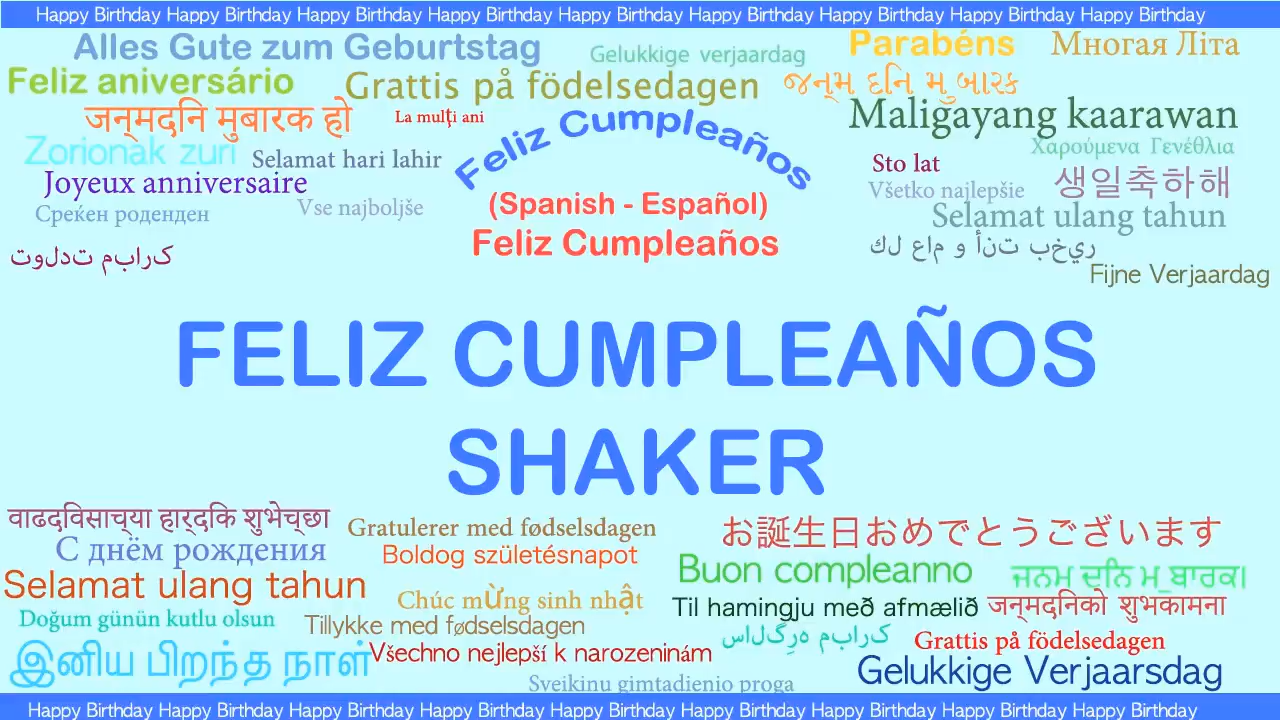 Happy Birthday Happy Birthday Happy Birthday Happy Birthday Happy Birthday Happy Birthday Happy Birthday Happy Birthday Happy Birthday
Alles Gute zum Geburtstag
Gelukkige verjaardag
Parabéns
Многая Літа
Feliz aniversário
Grattis på födelsedagen
જન્મ દિન મુબારક
जन्मदिन मुबारक हो
La mulţi ani
Feliz Cumpleaños
Maligayang kaarawan
Zorionak zuri
Selamat hari lahir
Sto lat
Χαρούμενα Γενέθλια
Joyeux anniversaire
(Spanish - Español)
Všetko najlepšie
생일축하해
Срећен роденден
Vse najboljše
Selamat ulang tahun
Feliz Cumpleaños
تولدت مبارک
كل عام و أنت بخير
Fijne Verjaardag
FELIZ CUMPLEAÑOS
SHAKER
वाढदिवसाच्या हार्दिक शुभेच्छा
Gratulerer med fødselsdagen
お誕生日おめでとうございます
С днём рождения
Boldog születésnapot
Buon compleanno
ਜਨਮ ਦਿਨ ਮੁਬਾਰਕ।
Selamat ulang tahun
Chúc mừng sinh nhật
Til hamingju með afmælið
जन्मदिनको शुभकामना
Doğum günün kutlu olsun
Tillykke med fødselsdagen
سالگرہ مبارک
Grattis på födelsedagen
இனிய பிறந்த நாள்
Všechno nejlepší k narozeninám
Gelukkige Verjaarsdag
Sveikinu gimtadienio proga
Happy Birthday Happy Birthday Happy Birthday Happy Birthday Happy Birthday Happy Birthday Happy Birthday Happy Birthday Happy Birthday